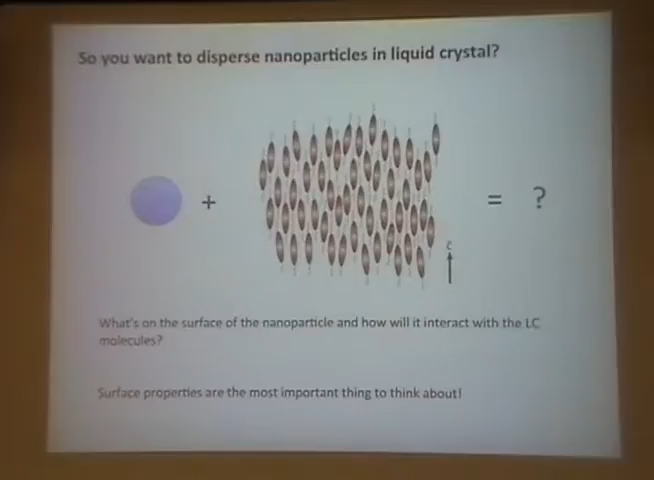 So you want to disperse nanoparticles in liquid crystal?
+
= ?
What's on the surface of the nanoparticle and how will it interact with the LC
molecules?
Surface properties are the most important thing to think about!